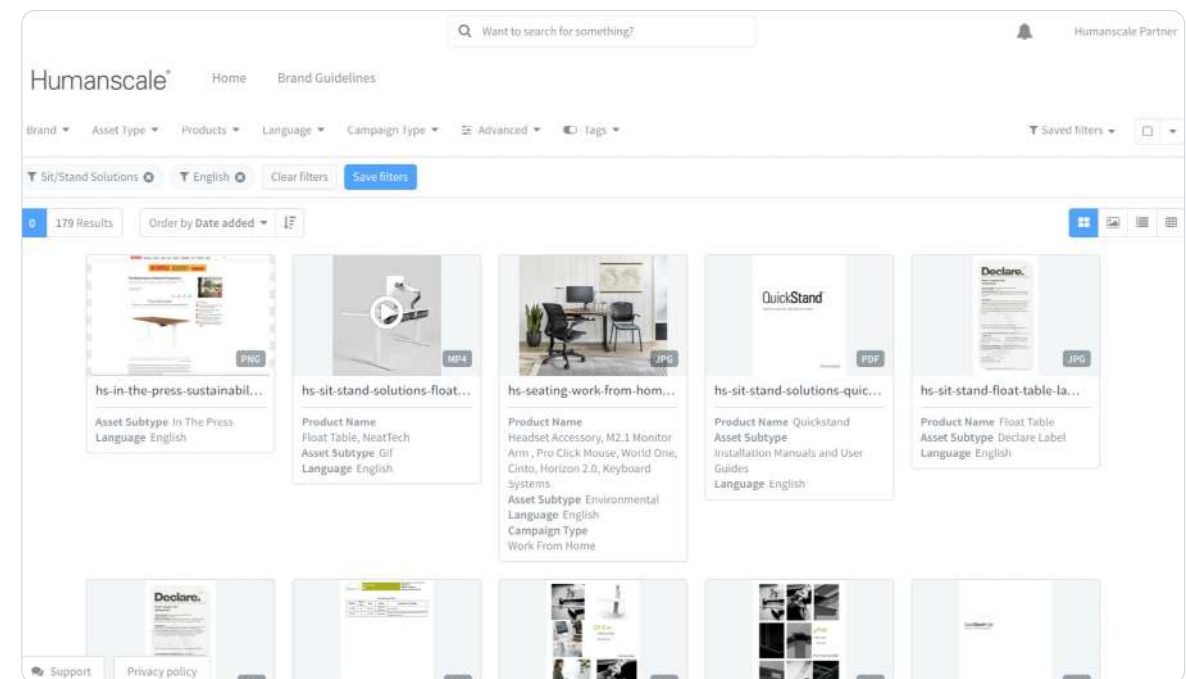 Want to search for something?
Humanscale Partner
Humanscale®
Home
Brand Guidelines
Brand
Asset Type
Products
Language
Campaign Type
Advanced
Tags
Saved filters
Sit/Stand Solutions
English
Clear filters
Save filters
0
179 Results
Order by Date added
PNG
hs-in-the-press-sustainabil...
Asset Subtype In The Press
Language English
MP4
hs-sit-stand-solutions-float...
Product Name
Float Table, NeatTech
Asset Subtype Gif
Language English
JPG
hs-seating-work-from-hom...
Product Name
Headset Accessory, M2.1 Monitor
Arm , Pro Click Mouse, World One,
Cinto, Horizon 2.0, Keyboard
Systems
Asset Subtype Environmental
Language English
Campaign Type
Work From Home
QuickStand
PDF
hs-sit-stand-solutions-quic...
Product Name Quickstand
Asset Subtype
Installation Manuals and User
Guides
Language English
Declare.
JPG
hs-sit-stand-float-table-la...
Product Name Float Table
Asset Subtype Declare Label
Language English
Declare.
Support
Privacy policy